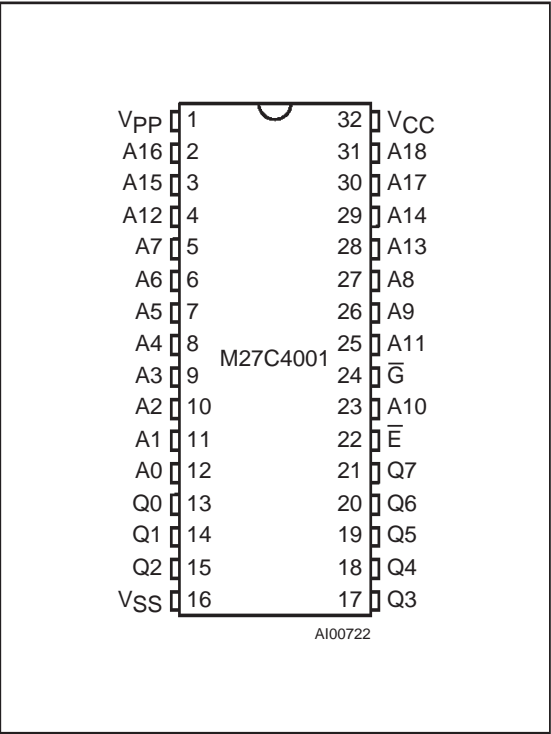 VPP 1 32 VCC
A16 2 31 A18
A15 3 30 A17
A12 4 29 A14
A7 5 28 A13
A6 6 27 A8
A5 7 26 A9
A4 8 25 A11
M27C4001
A3 9 24 G̅
A2 10 23 A10
A1 11 22 E̅
A0 12 21 Q7
Q0 13 20 Q6
Q1 14 19 Q5
Q2 15 18 Q4
VSS 16 17 Q3
AI00722